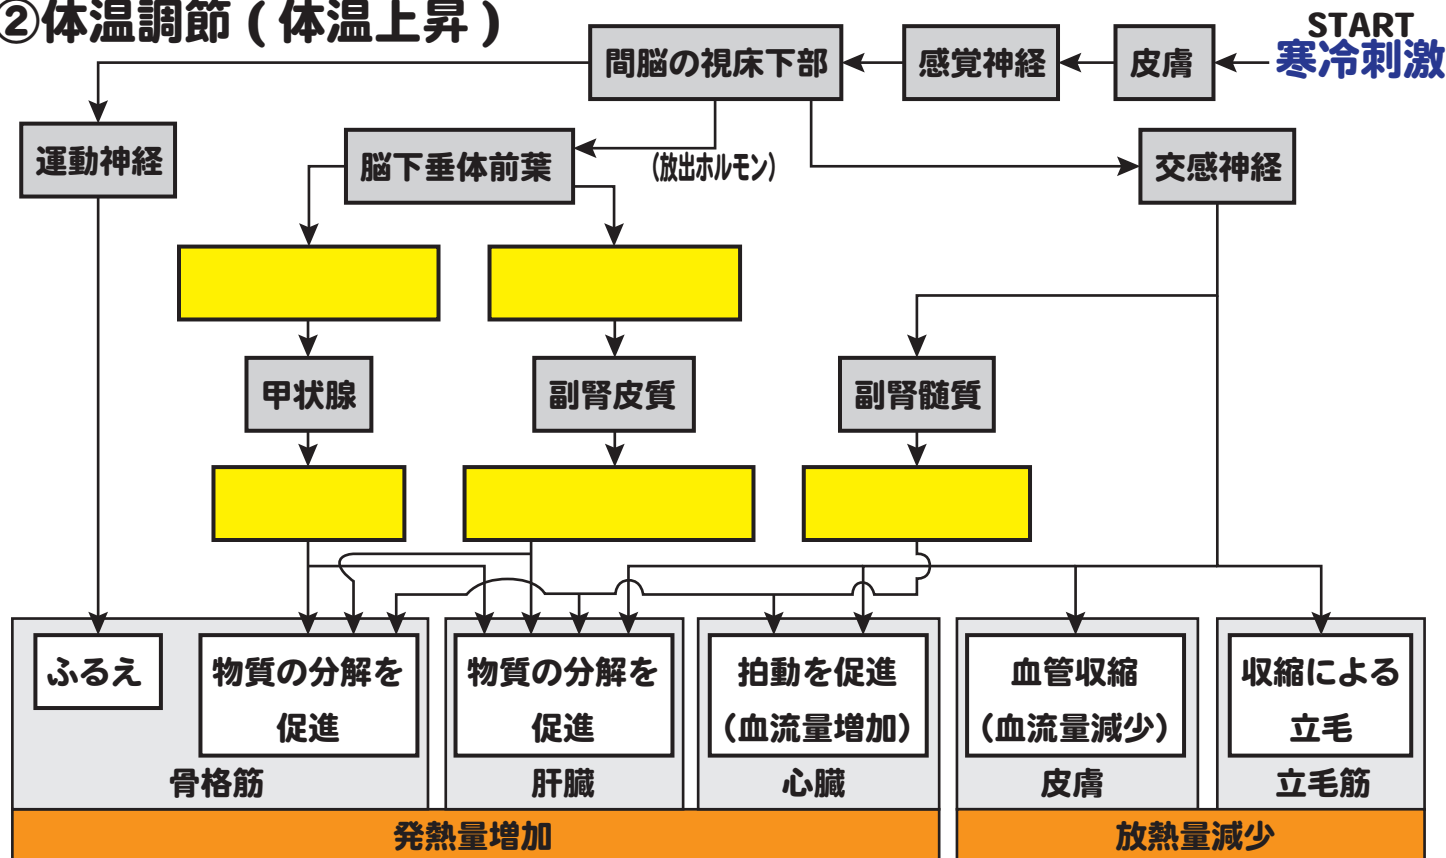 ②体温調節(体温上昇)
START
寒冷刺激
皮膚
感覚神経
間脳の視床下部
運動神経
脳下垂体前葉
(放出ホルモン)
交感神経
甲状腺
副腎皮質
副腎髄質
ふるえ
物質の分解を
促進
骨格筋
物質の分解を
促進
肝臓
拍動を促進
(血流量増加)
心臓
血管収縮
(血流量減少)
皮膚
収縮による
立毛
立毛筋
発熱量増加
放熱量減少